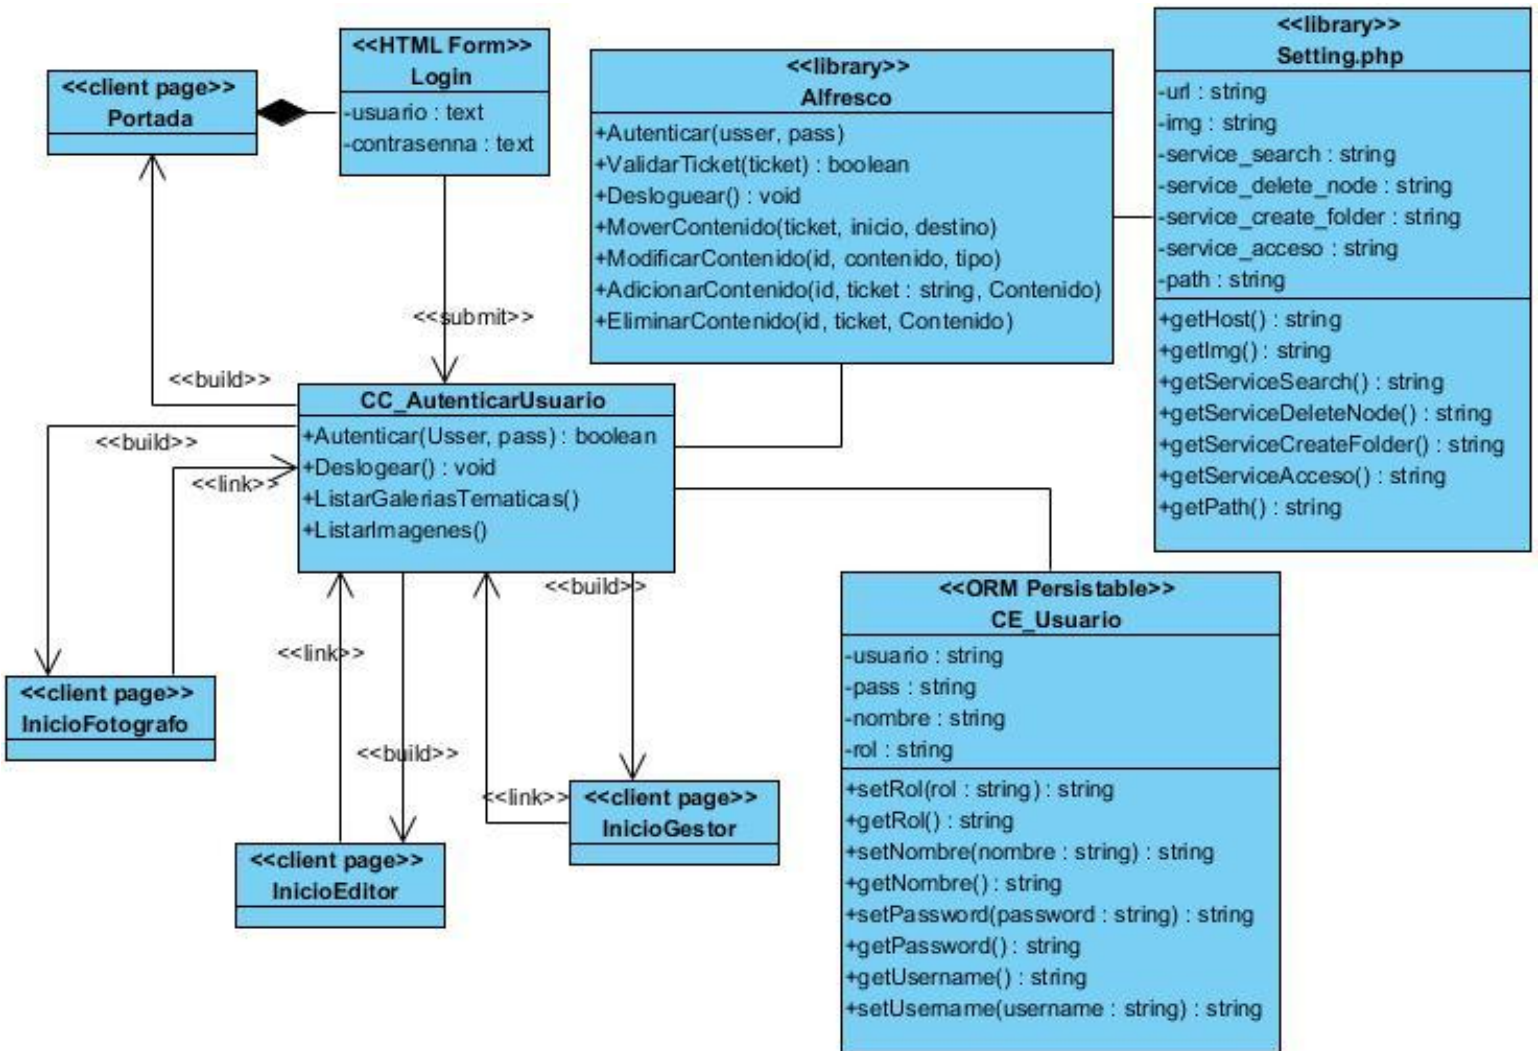 <<client page>>
Portada
<<HTML Form>>
Login
-usuario : text
-contrasenna : text
<<library>>
Alfresco
+Autenticar(usser, pass)
+ValidarTicket(ticket) : boolean
+Desloguear() : void
+MoverContenido(ticket, inicio, destino)
+ModificarContenido(id, contenido, tipo)
+AdicionarContenido(id, ticket : string, Contenido)
+EliminarContenido(id, ticket, Contenido)
<<library>>
Setting.php
-url : string
-img : string
-service_search : string
-service_delete_node : string
-service_create_folder : string
-service_acceso : string
-path : string
+getHost() : string
+getImg() : string
+getServiceSearch() : string
+getServiceDeleteNode() : string
+getServiceCreateFolder() : string
+getServiceAcceso() : string
+getPath() : string
<<submit>>
<<build>>
<<build>>
<<link>>
CC_AutenticarUsuario
+Autenticar(Usser, pass) : boolean
+Deslogear() : void
+ListarGaleriasTematicas()
+ListarImagenes()
<<build>>
<<link>>
<<build>>
<<link>>
<<client page>>
InicioFotografo
<<client page>>
InicioEditor
<<client page>>
InicioGestor
<<ORM Persistable>>
CE_Usuario
-usuario : string
-pass : string
-nombre : string
-rol : string
+setRol(rol : string) : string
+getRol() : string
+setNombre(nombre : string) : string
+getNombre() : string
+setPassword(password : string) : string
+getPassword() : string
+getUsername() : string
+setUsername(username : string) : string